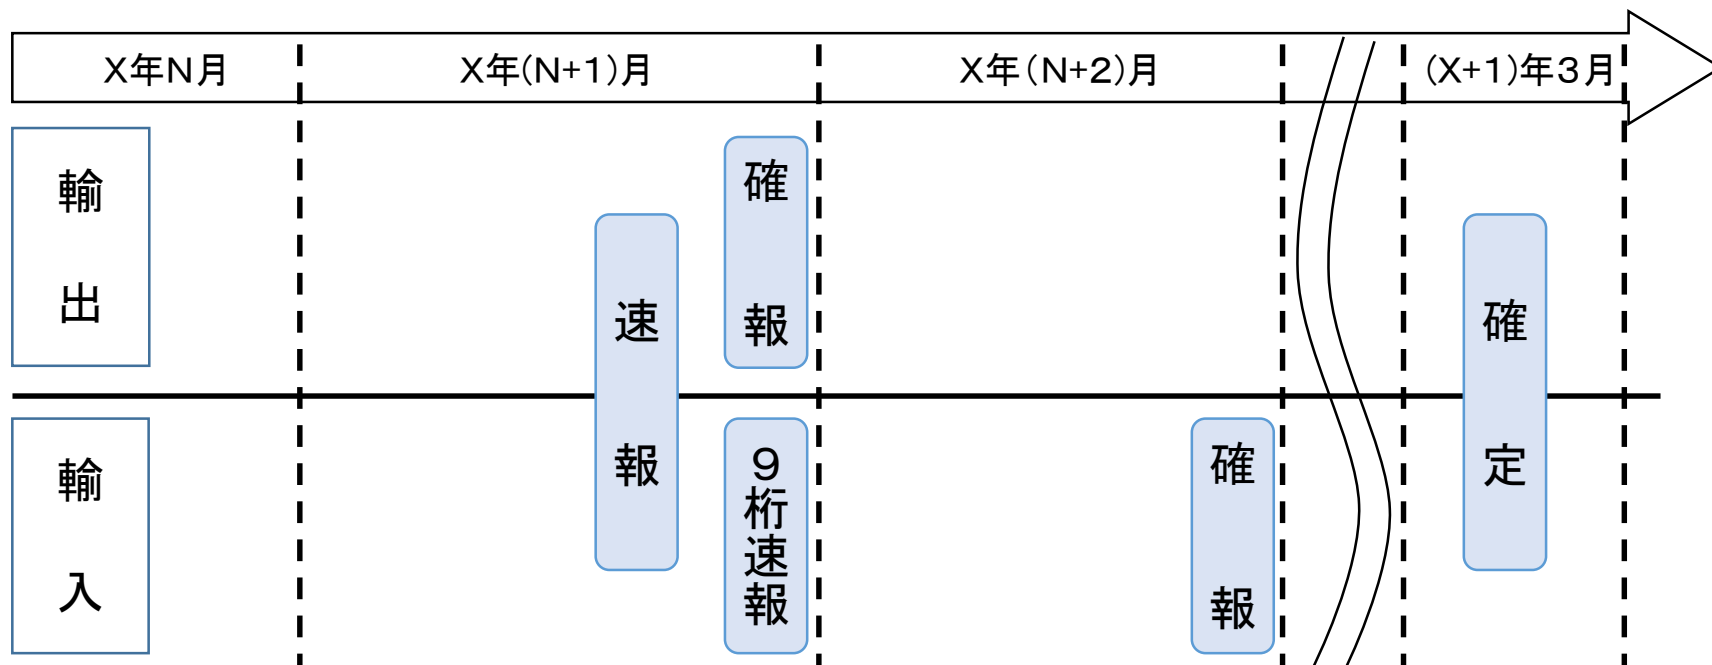 X年N月
X年(N+1)月
X年(N+2)月
(X+1)年3月
輸出
確報
速報
確定
輸入
9桁速報
確報